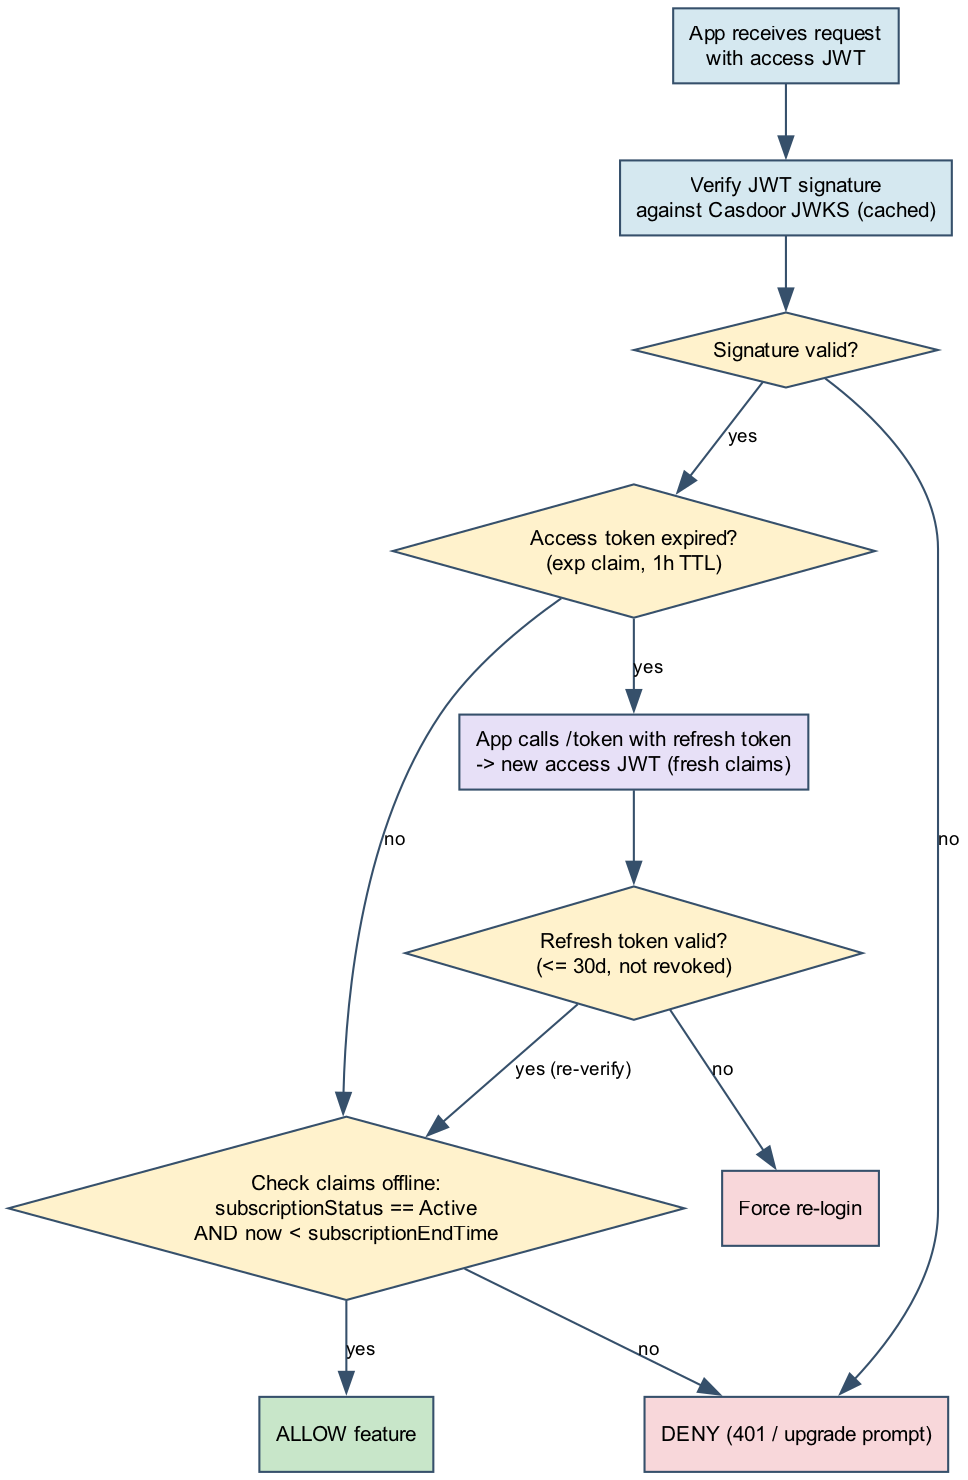 App receives request
with access JWT
Verify JWT signature
against Casdoor JWKS (cached)
Signature valid?
yes
Access token expired?
(exp claim, 1h TTL)
yes
App calls /token with refresh token
-> new access JWT (fresh claims)
no
no
Refresh token valid?
(<= 30d, not revoked)
yes (re-verify)
no
Check claims offline:
subscriptionStatus == Active
AND now < subscriptionEndTime
Force re-login
yes
no
ALLOW feature
DENY (401 / upgrade prompt)